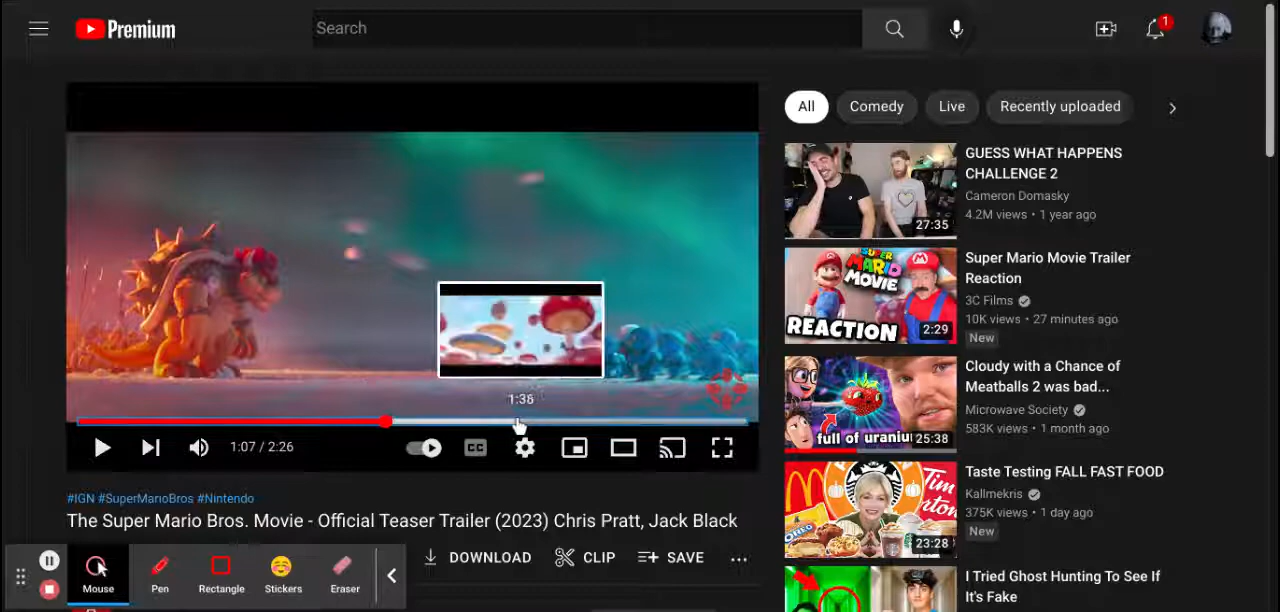 Premium
Search
1
All
Comedy
Live
Recently uploaded
GUESS WHAT HAPPENS
CHALLENGE 2
Cameron Domasky
4.2M views • 1 year ago
27:35
Super Mario Movie Trailer
Reaction
3C Films
10K views • 27 minutes ago
New
SUPER
MARIO
MOVIE
REACTION
2:29
Cloudy with a Chance of
Meatballs 2 was bad...
Microwave Society
583K views • 1 month ago
full of uraniu
25:38
Taste Testing FALL FAST FOOD
Kallmekris
375K views • 1 day ago
New
Tim
23:28
I Tried Ghost Hunting To See If
It's Fake
1:36
1:07 / 2:26
CC
#IGN #SuperMarioBros #Nintendo
The Super Mario Bros. Movie - Official Teaser Trailer (2023) Chris Pratt, Jack Black
DOWNLOAD
CLIP
SAVE
Mouse
Pen
Rectangle
Stickers
Eraser